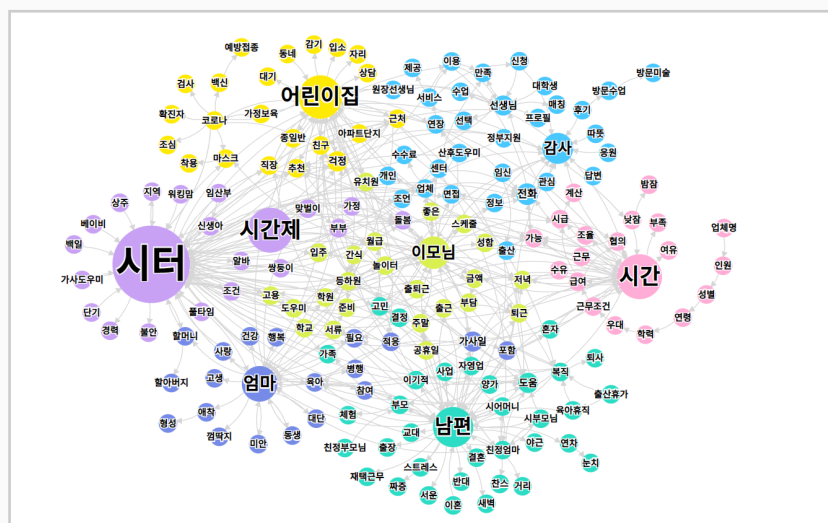 예방접종
동네
감기
입소
자리
대기
상담
검사
백신
어린이집
확진자
코로나
가정보육
근처
조심
종일반
친구
아파트단지
착용
마스크
직장
추천
걱정
제공
이용
만족
신청
방문미술
원장선생님
서비스
수업
대학생
방문수업
선생님
매칭
후기
연장
선택
프로필
정부지원
따뜻
수수료
산후도우미
감사
응원
개인
센터
임신
관심
답변
유치원
업체
면접
전화
조언
정보
계산
밤잠
지역
워킹맘
임산부
상주
맞벌이
가정
돌봄
좋은
시급
낮잠
부족
베이비
신생아
시간제
부부
스케줄
조율
업체명
백일
월급
이모님
성함
출산
가능
협의
여유
시터
알바
입주
간식
놀이터
근무
인원
가사도우미
쌍둥이
등하원
금액
저녁
수유
급여
시간
조건
고용
학원
출퇴근
성별
단기
풀타임
도우미
준비
고민
출근
부담
퇴근
근무조건
연령
경력
불안
할머니
학교
서류
결정
주말
혼자
우대
학력
건강
행복
필요
적응
가사일
사랑
가족
공휴일
포함
퇴사
할아버지
고생
엄마
육아
병행
사업
자영업
복직
이기적
양가
도움
참여
출산휴가
애착
부모
시어머니
육아휴직
형성
대단
체험
시부모님
껌딱지
동생
교대
남편
미안
친정부모님
출장
결혼
친정엄마
야근
연차
스트레스
눈치
재택근무
짜증
반대
찬스
거리
서운
이혼
새벽